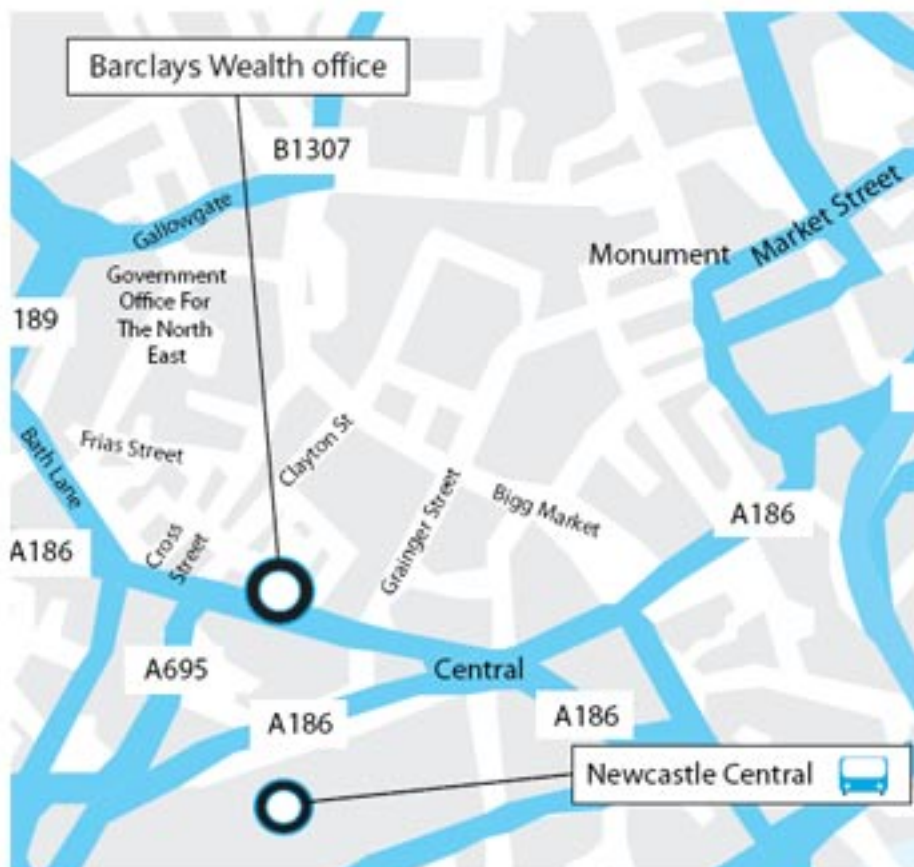 Barclays Wealth office
B1307
Gallowgate
Market Street
Monument
Government
Office For
The North
East
189
Clayton St
Frias Street
Bath Lane
Grainger Street
Bigg Market
A186
A186
Cross
Street
A695
Central
A186
A186
Newcastle Central